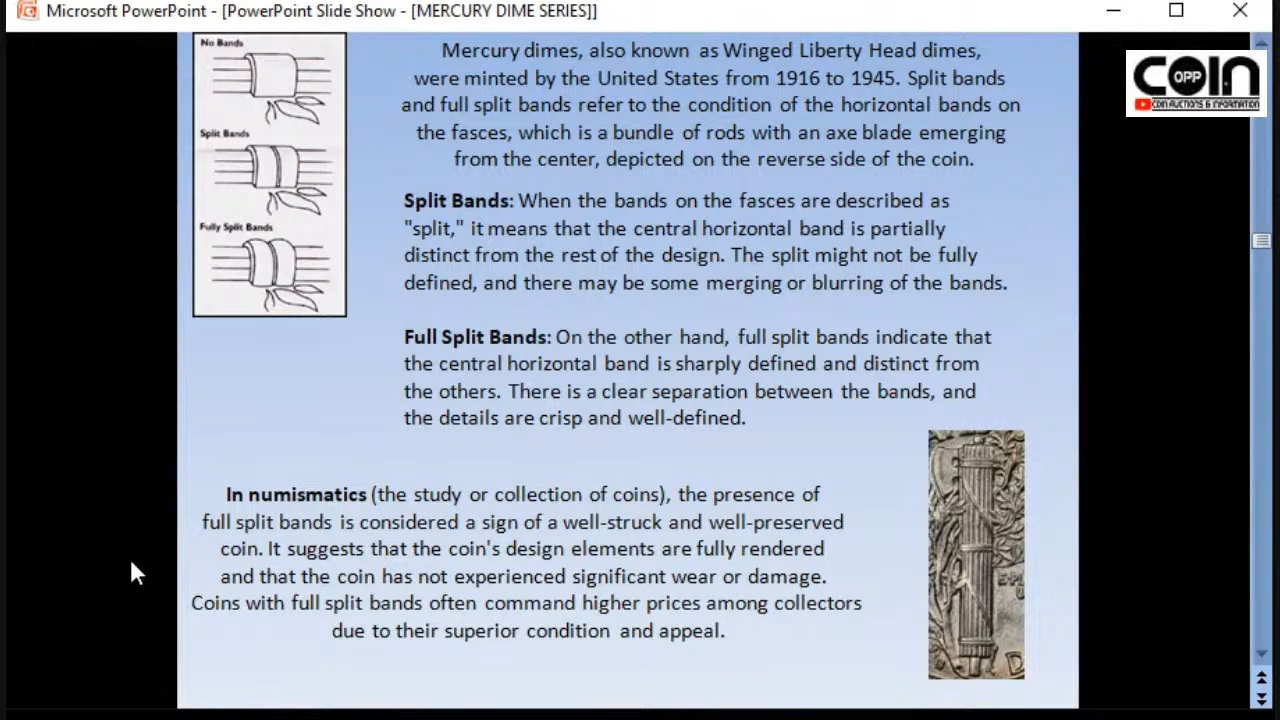 Microsoft PowerPoint - [PowerPoint Slide Show - [MERCURY DIME SERIES]]
No Bands
Split Bands
Fully Split Bands
Mercury dimes, also known as Winged Liberty Head dimes,
were minted by the United States from 1916 to 1945. Split bands
and full split bands refer to the condition of the horizontal bands on
the fasces, which is a bundle of rods with an axe blade emerging
from the center, depicted on the reverse side of the coin.
COIN
OPP
COIN AUCTIONS & INFORMATION
Split Bands: When the bands on the fasces are described as
"split," it means that the central horizontal band is partially
distinct from the rest of the design. The split might not be fully
defined, and there may be some merging or blurring of the bands.
Full Split Bands: On the other hand, full split bands indicate that
the central horizontal band is sharply defined and distinct from
the others. There is a clear separation between the bands, and
the details are crisp and well-defined.
In numismatics (the study or collection of coins), the presence of
full split bands is considered a sign of a well-struck and well-preserved
coin. It suggests that the coin's design elements are fully rendered
and that the coin has not experienced significant wear or damage.
Coins with full split bands often command higher prices among collectors
due to their superior condition and appeal.